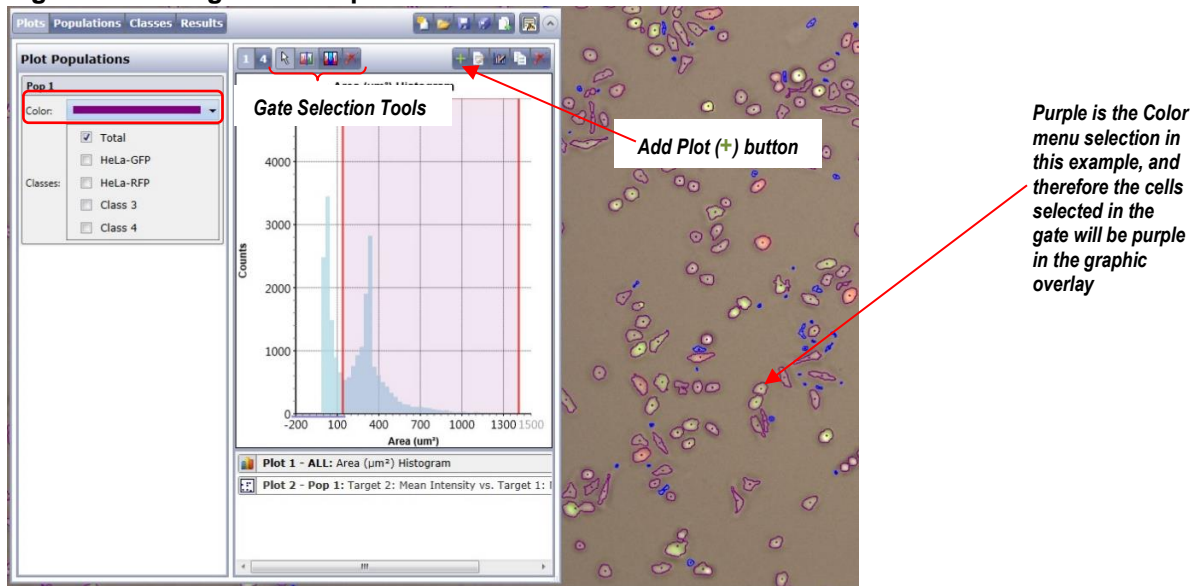 Plots Populations Classes Results
Plot Populations
Pop 1
Color:
Classes:
Total
HeLa-GFP
HeLa-RFP
Class 3
Class 4
1 4
Gate Selection Tools
Add Plot (+) button
4000
3000
2000
1000
0
Counts
-200 100 400 700 1000 1300 1500
Area (um²)
Plot 1 - ALL: Area (µm²) Histogram
Plot 2 - Pop 1: Target 2: Mean Intensity vs. Target 1:
Purple is the Color
menu selection in
this example, and
therefore the cells
selected in the
gate will be purple
in the graphic
overlay